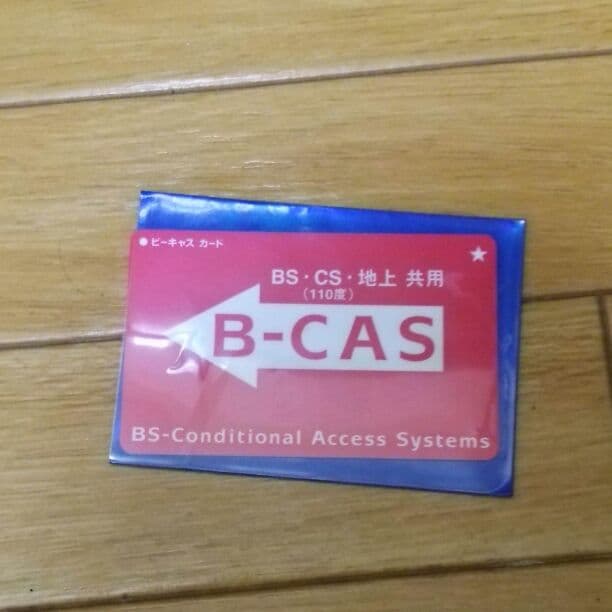 ● ビーキャス カード ★
BS・CS・地上 共用
(110度)
B-CAS
BS-Conditional Access Systems